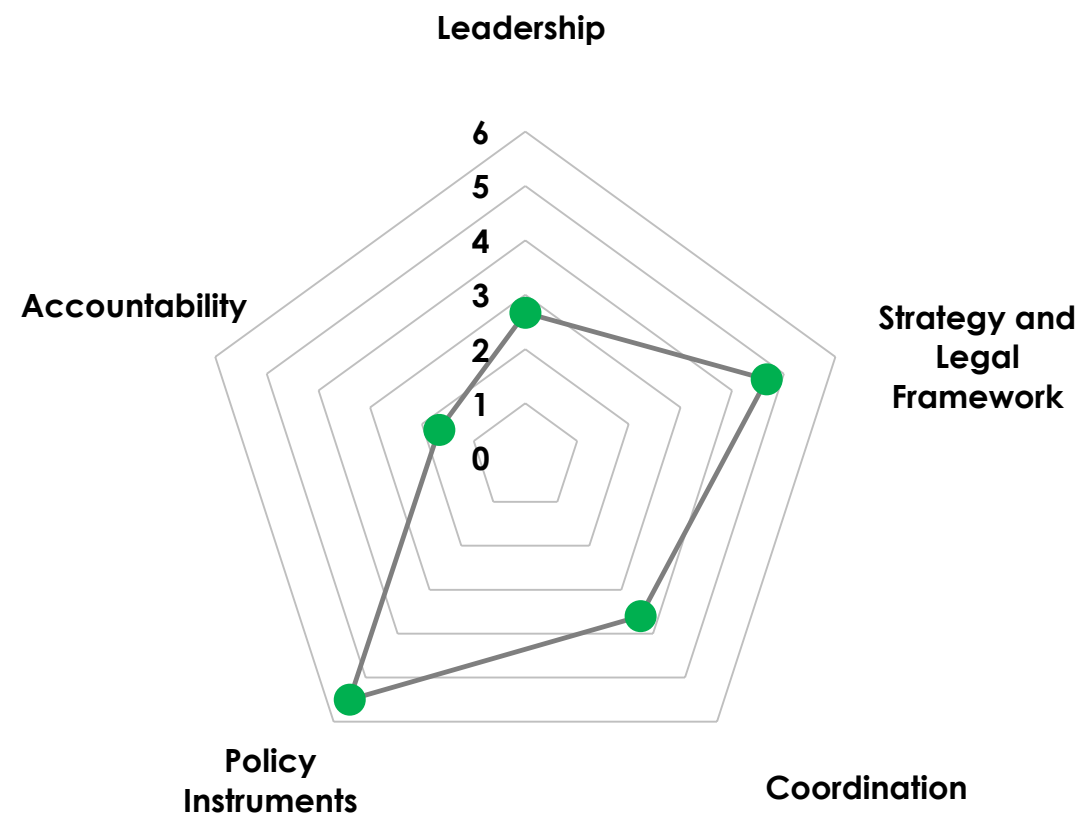 Leadership
6
5
4
3
2
1
0
Accountability
Strategy and
Legal
Framework
Policy
Instruments
Coordination